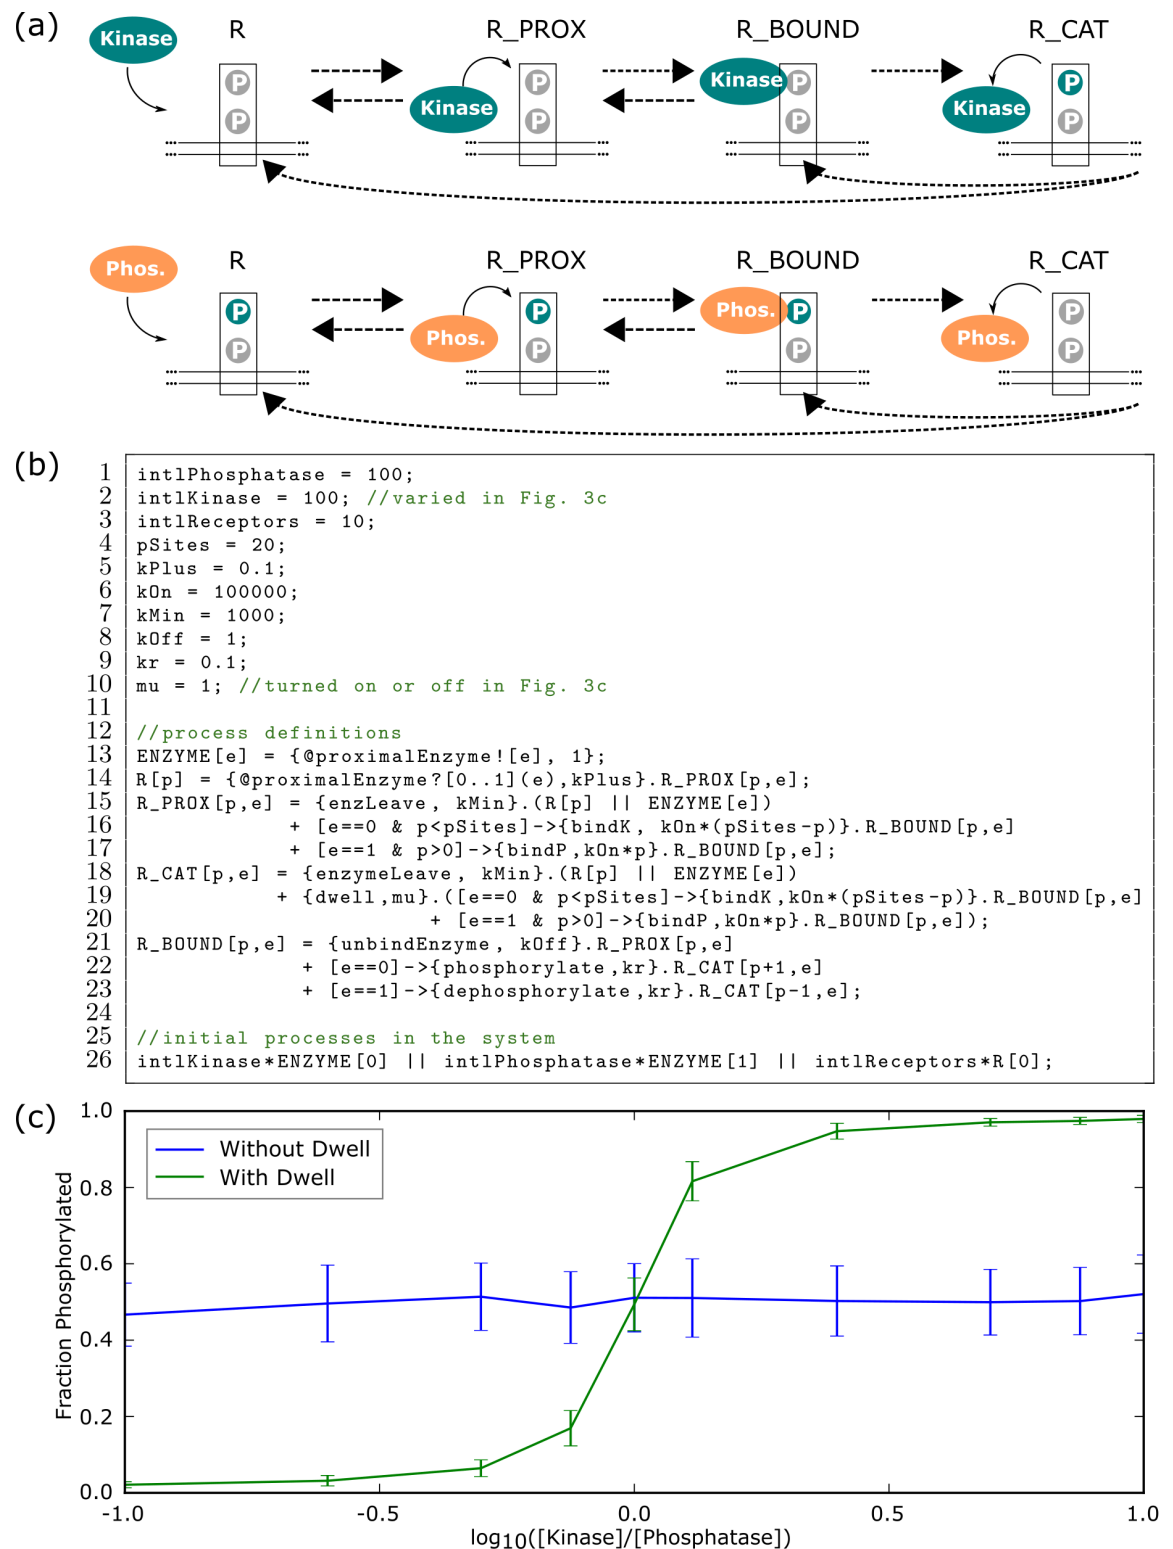 (a)
Kinase
R
R_PROX
R_BOUND
R_CAT
P
P
Kinase
P
P
Kinase
P
P
Kinase
P
P
Phos.
R
R_PROX
R_BOUND
R_CAT
P
P
Phos.
P
P
Phos.
P
P
Phos.
P
P
(b)
1 intlPhosphatase = 100;
2 intlKinase = 100; //varied in Fig. 3c
3 intlReceptors = 10;
4 pSites = 20;
5 kPlus = 0.1;
6 kOn = 100000;
7 kMin = 1000;
8 kOff = 1;
9 kr = 0.1;
10 mu = 1; //turned on or off in Fig. 3c
11
12 //process definitions
13 ENZYME[e] = {@proximalEnzyme![e], 1};
14 R[p] = {@proximalEnzyme?[0..1](e),kPlus}.R_PROX[p,e];
15 R_PROX[p,e] = {enzLeave, kMin}.(R[p] || ENZYME[e])
16 + [e==0 & p<pSites]->{bindK, kOn*(pSites-p)}.R_BOUND[p,e]
17 + [e==1 & p>0]->{bindP,kOn*p}.R_BOUND[p,e];
18 R_CAT[p,e] = {enzymeLeave, kMin}.(R[p] || ENZYME[e])
19 + {dwell,mu}.([e==0 & p<pSites]->{bindK,kOn*(pSites-p)}.R_BOUND[p,e]
20 + [e==1 & p>0]->{bindP,kOn*p}.R_BOUND[p,e]);
21 R_BOUND[p,e] = {unbindEnzyme, kOff}.R_PROX[p,e]
22 + [e==0]->{phosphorylate,kr}.R_CAT[p+1,e]
23 + [e==1]->{dephosphorylate,kr}.R_CAT[p-1,e];
24
25 //initial processes in the system
26 intlKinase*ENZYME[0] || intlPhosphatase*ENZYME[1] || intlReceptors*R[0];
(c)
Fraction Phosphorylated
1.0
0.8
0.6
0.4
0.2
0.0
Without Dwell
With Dwell
-1.0
-0.5
0.0
0.5
1.0
log10([Kinase]/[Phosphatase])